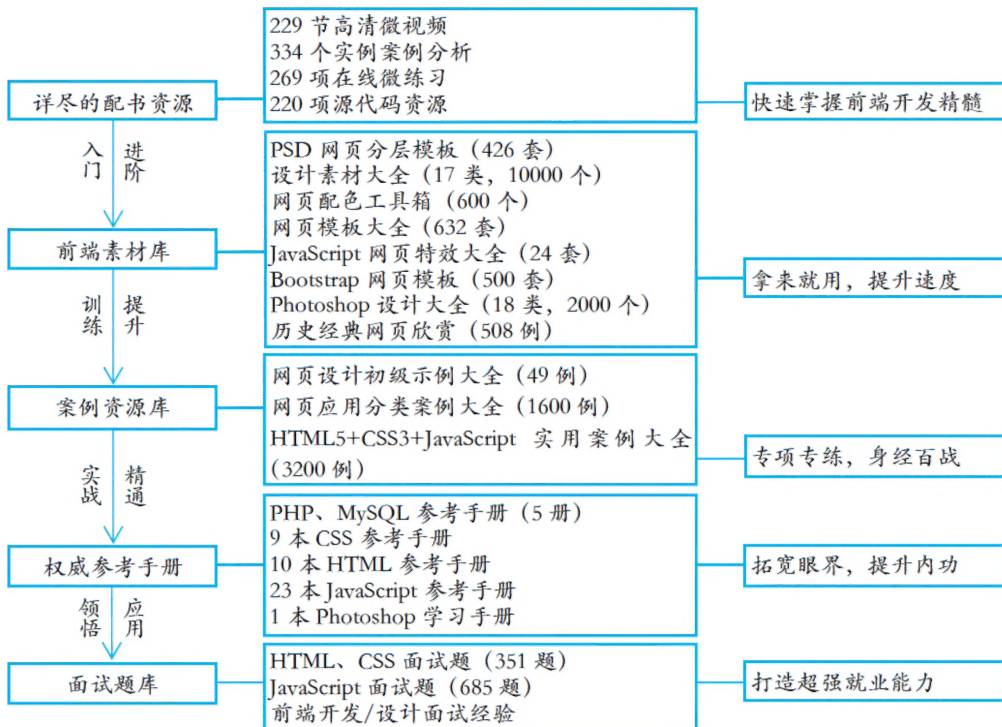 详尽的配书资源
229 节高清微视频
334 个实例案例分析
269 项在线微练习
220 项源代码资源
快速掌握前端开发精髓
入门
进阶
前端素材库
PSD 网页分层模板（426 套）
设计素材大全（17 类，10000 个）
网页配色工具箱（600 个）
网页模板大全（632 套）
JavaScript 网页特效大全（24 套）
Bootstrap 网页模板（500 套）
Photoshop 设计大全（18 类，2000 个）
历史经典网页欣赏（508 例）
拿来就用，提升速度
训练
提升
案例资源库
网页设计初级示例大全（49 例）
网页应用分类案例大全（1600 例）
HTML5+CSS3+JavaScript 实用案例大全
（3200 例）
专项专练，身经百战
实战
精通
权威参考手册
PHP、MySQL 参考手册（5 册）
9 本 CSS 参考手册
10 本 HTML 参考手册
23 本 JavaScript 参考手册
1 本 Photoshop 学习手册
拓宽眼界，提升内功
领悟
应用
面试题库
HTML、CSS 面试题（351 题）
JavaScript 面试题（685 题）
前端开发/设计面试经验
打造超强就业能力